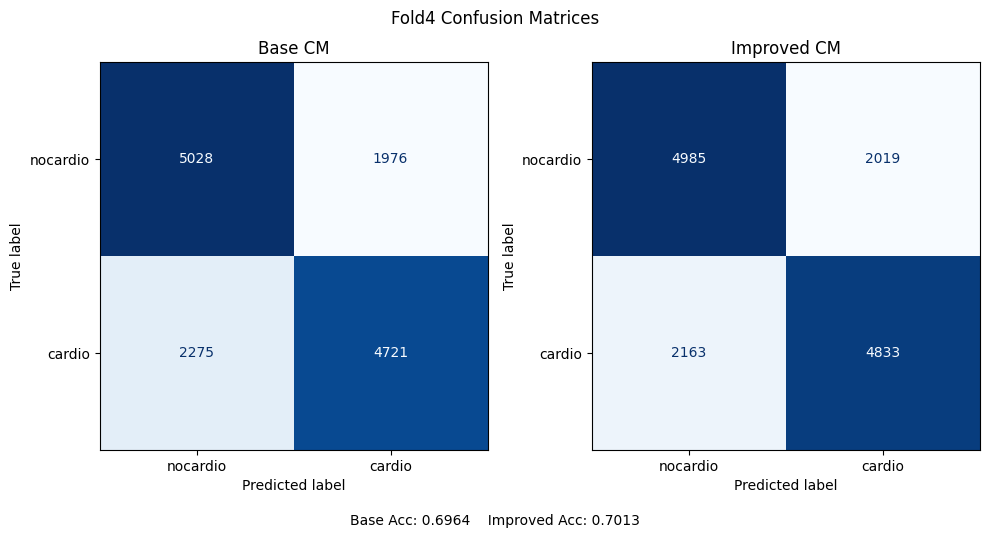 Fold4 Confusion Matrices
Base CM
Improved CM
nocardio
5028
1976
cardio
2275
4721
nocardio
cardio
True label
Predicted label
nocardio
4985
2019
cardio
2163
4833
nocardio
cardio
True label
Predicted label
Base Acc: 0.6964    Improved Acc: 0.7013